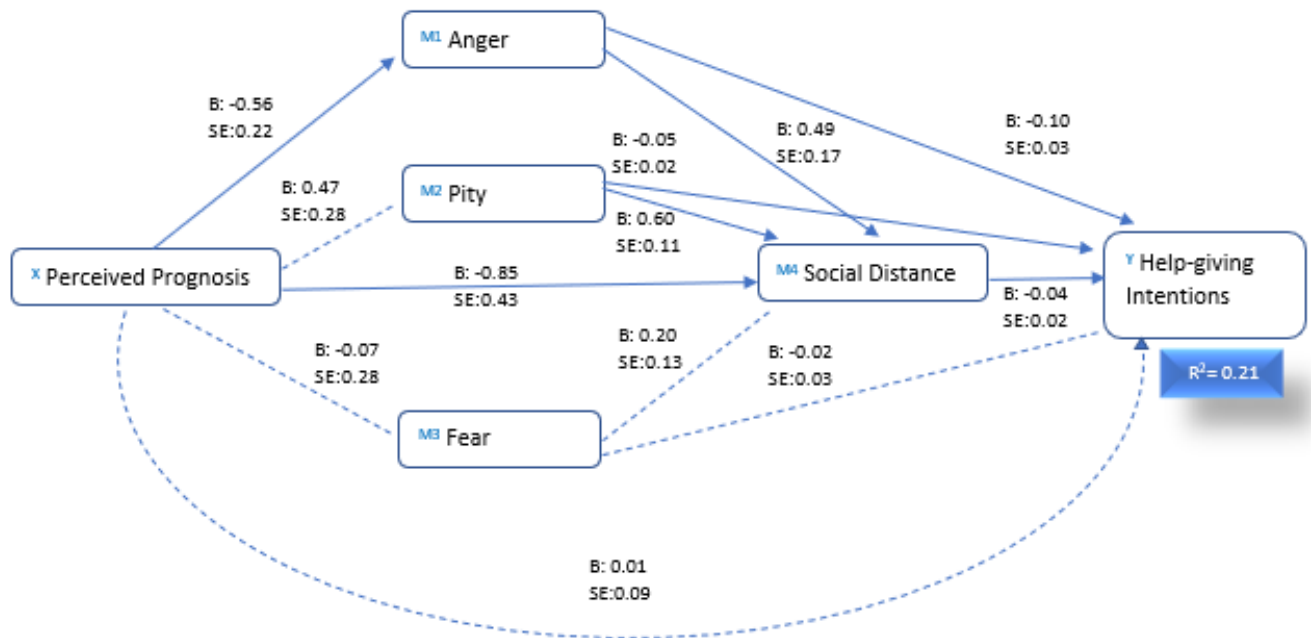 M1 Anger
B: -0.56
SE:0.22
B: -0.10
SE:0.03
B: 0.49
SE:0.17
B: -0.05
SE:0.02
M2 Pity
B: 0.47
SE:0.28
B: 0.60
SE:0.11
X Perceived Prognosis
B: -0.85
SE:0.43
M4 Social Distance
Y Help-giving
Intentions
B: -0.04
SE:0.02
B: 0.20
SE:0.13
B: -0.02
SE:0.03
B: -0.07
SE:0.28
R²= 0.21
M3 Fear
B: 0.01
SE:0.09